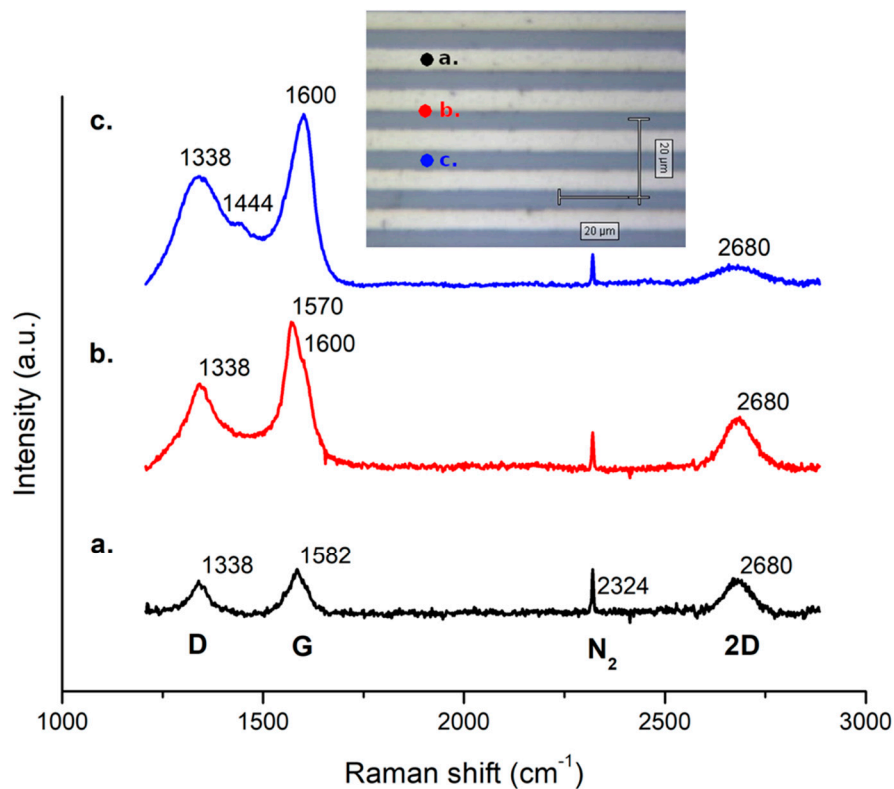 a.
b.
c.
20 µm
20 µm
c.
1600
1338
1444
2680
1570
1600
b.
1338
2680
a.
1338
1582
2324
2680
D
G
N₂
2D
Intensity (a.u.)
1000
1500
2000
2500
3000
Raman shift (cm⁻¹)